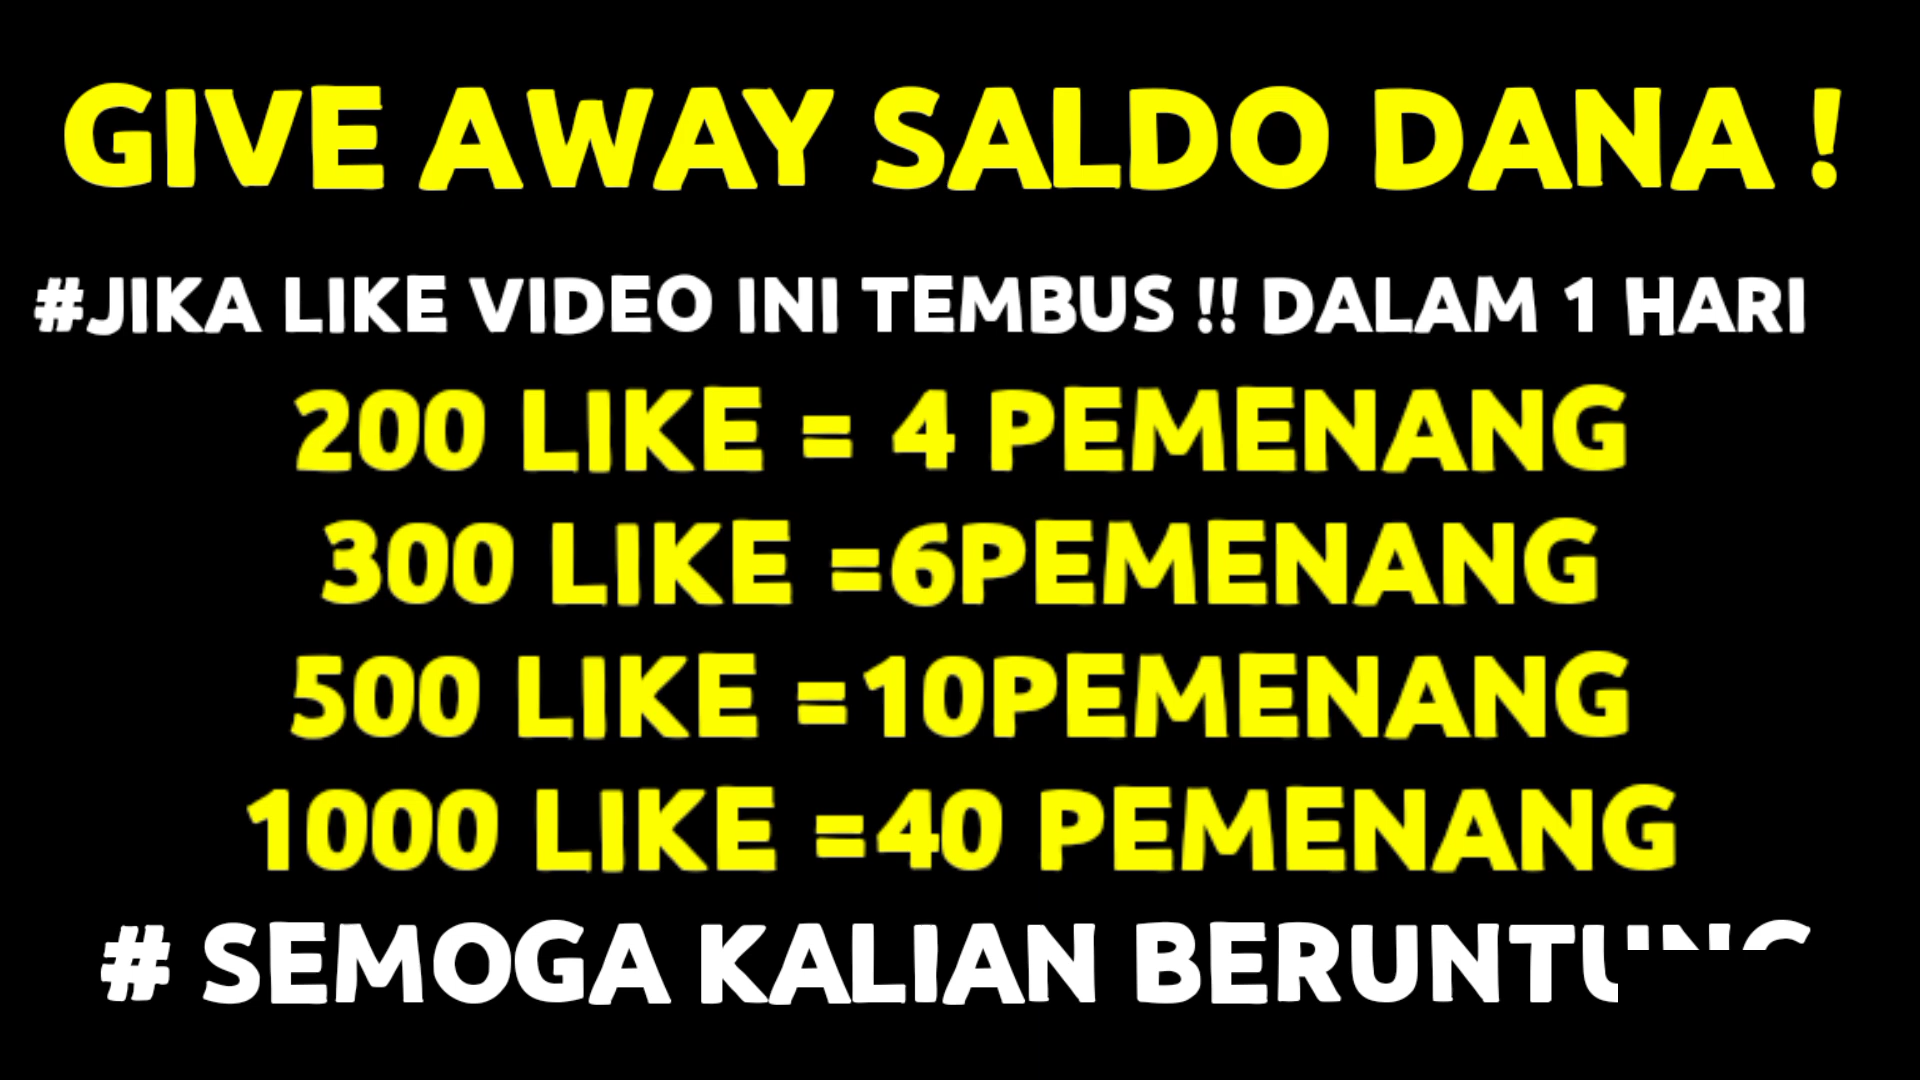 GIVE AWAY SALDO DANA !
#JIKA LIKE VIDEO INI TEMBUS !! DALAM 1 HARI
200 LIKE = 4 PEMENANG
300 LIKE =6PEMENANG
500 LIKE =10PEMENANG
1000 LIKE =40 PEMENANG
# SEMOGA KALIAN BERUNTUNG